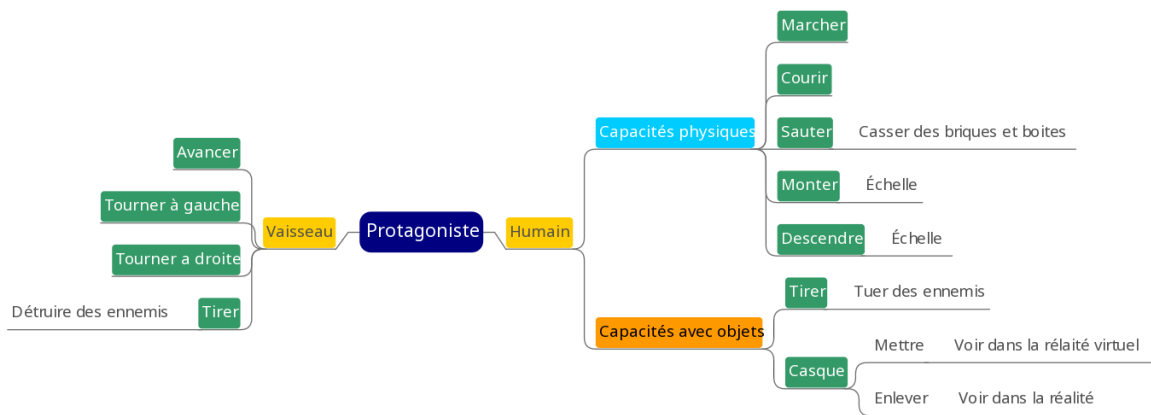 Protagoniste
Vaisseau
Avancer
Tourner à gauche
Tourner a droite
Tirer
Détruire des ennemis
Humain
Capacités physiques
Marcher
Courir
Sauter
Casser des briques et boites
Monter
Échelle
Descendre
Échelle
Capacités avec objets
Tirer
Tuer des ennemis
Casque
Mettre
Voir dans la rélaité virtuel
Enlever
Voir dans la réalité